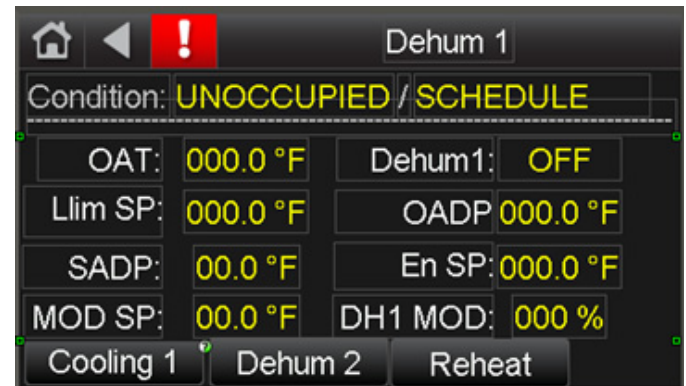 ! Dehum 1
Condition: UNOCCUPIED / SCHEDULE
OAT: 000.0 °F Dehum1: OFF
Llim SP: 000.0 °F OADP 000.0 °F
SADP: 00.0 °F En SP: 000.0 °F
MOD SP: 00.0 °F DH1 MOD: 000 %
Cooling 1 Dehum 2 Reheat